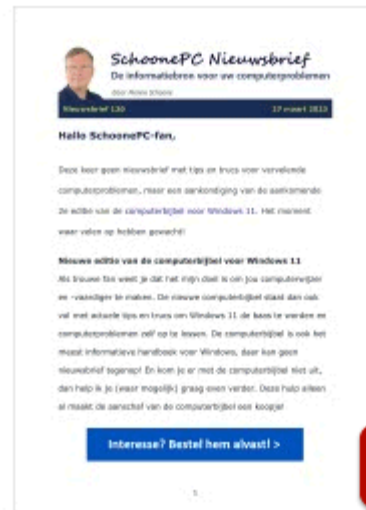 SchoonePC Nieuwsbrief
De informatiebron voor uw computerproblemen
door Menno Schoone
Nieuwsbrief 130 27 maart 2023
Hallo SchoonePC-fan,
Deze keer geen nieuwsbrief met tips en trucs voor vervelende
computerproblemen, maar een aankondiging van de aankomende
2e editie van de computerbijbel voor Windows 11. Het moment
waar velen op hebben gewacht!
Nieuwe editie van de computerbijbel voor Windows 11
Als trouwe fan weet je dat het mijn doel is om jou computerwijzer
en -vaardiger te maken. De nieuwe computerbijbel staat dan ook
vol met actuele tips en trucs om Windows 11 de baas te worden en
computerproblemen zelf op te lossen. De computerbijbel is ook het
meest informatieve handboek voor Windows, daar kan geen
nieuwsbrief tegenop! En kom je er met de computerbijbel niet uit,
dan help ik je (waar mogelijk) graag even verder. Deze hulp alleen
al maakt de aanschaf van de computerbijbel een koopje!
Interesse? Bestel hem alvast! >
1